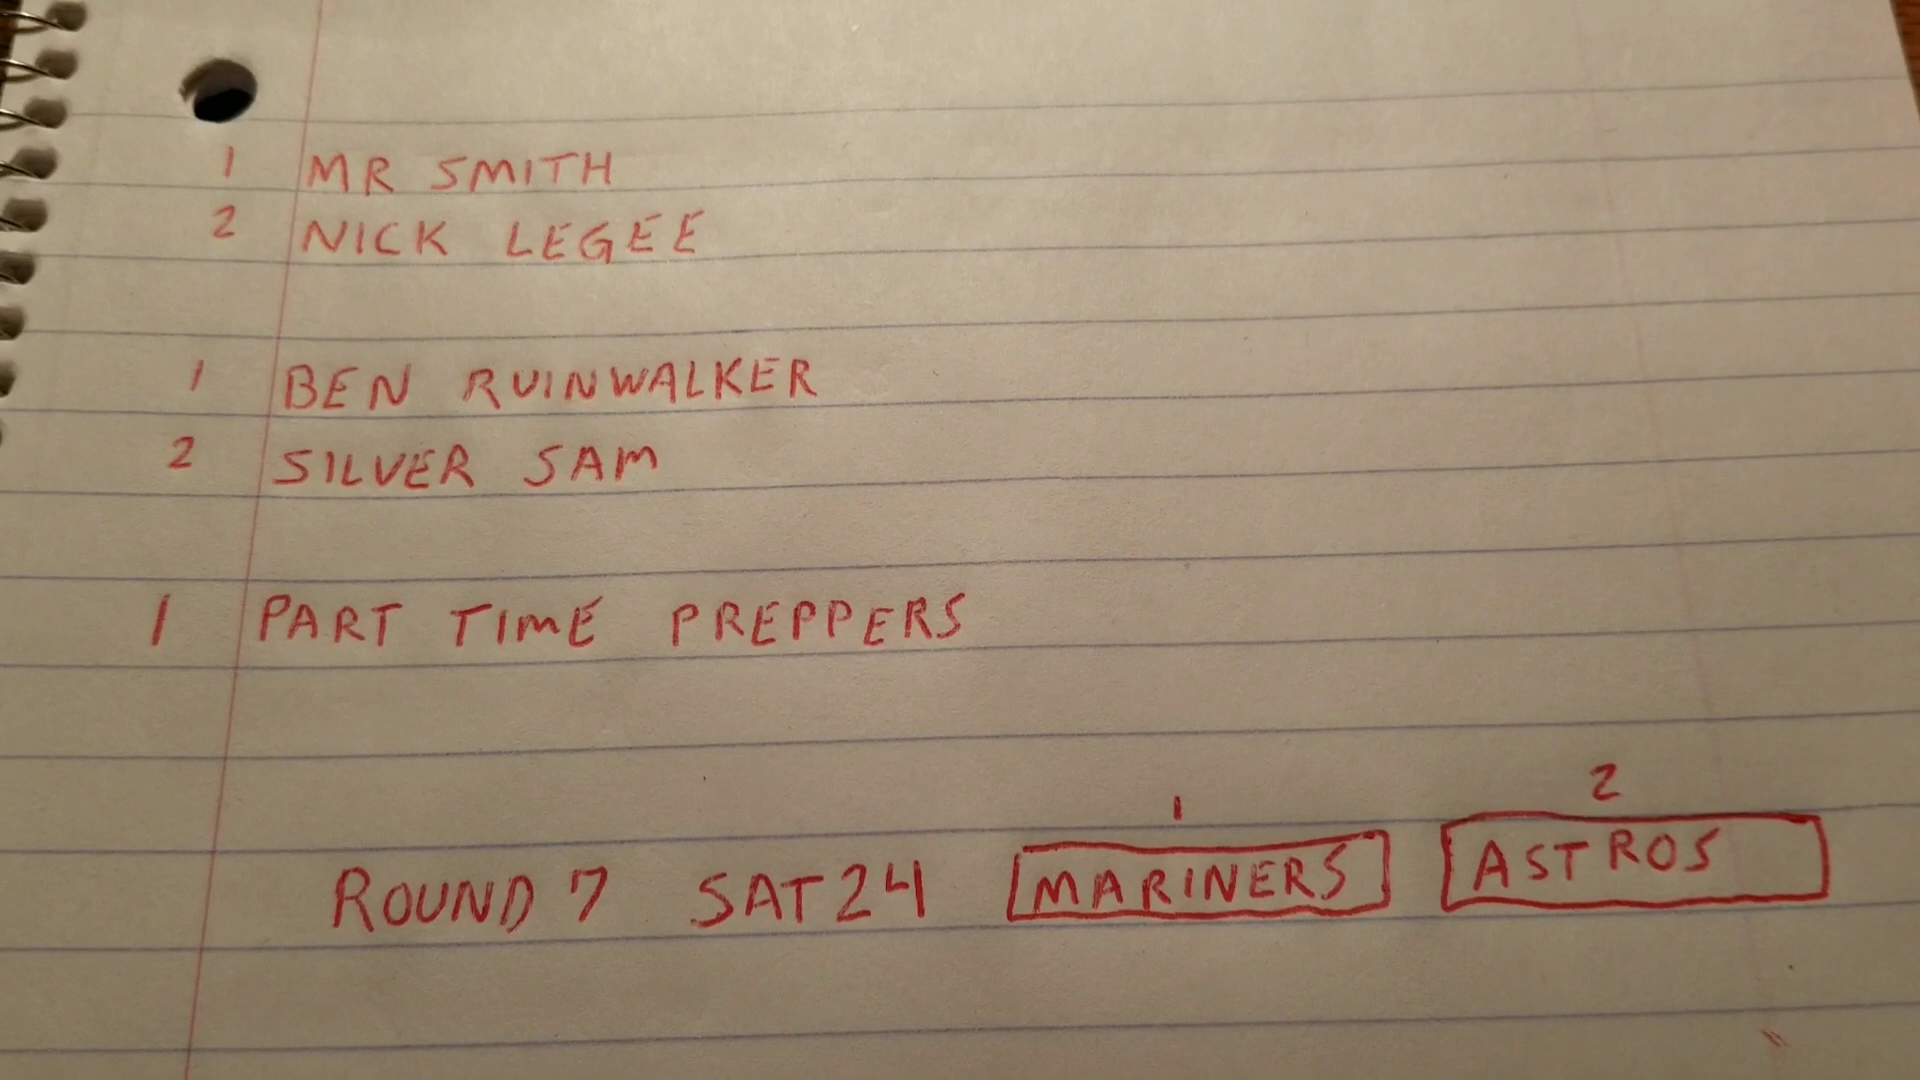 1 MR SMITH
2 NICK LEGEE
1 BEN RUINWALKER
2 SILVER SAM
1 PART TIME PREPPERS
1 2
ROUND 7 SAT 24 MARINERS ASTROS